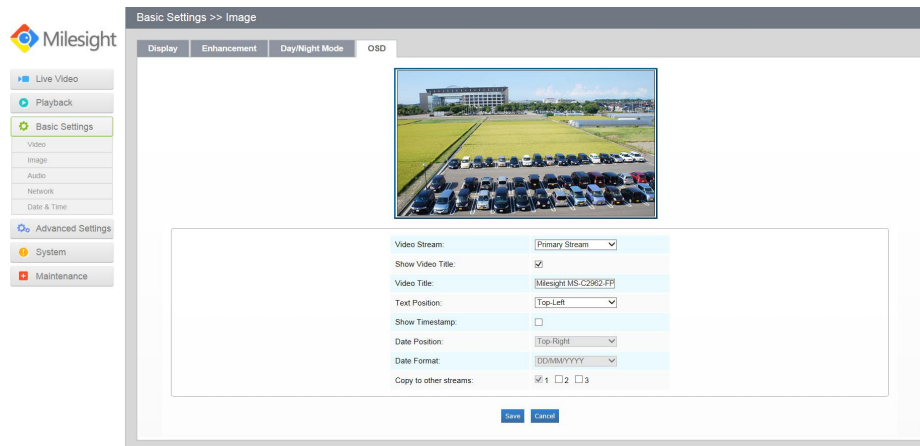 Basic Settings >> Image
Milesight
Display Enhancement Day/Night Mode OSD
Live Video
Playback
Basic Settings
Video
Image
Audio
Network
Date & Time
Advanced Settings
System
Maintenance
Video Stream: Primary Stream
Show Video Title:
Video Title: Milesight MS-C2962-FP
Text Position: Top-Left
Show Timestamp:
Date Position: Top-Right
Date Format: DD/MM/YYYY
Copy to other streams: 1 2 3
Save Cancel